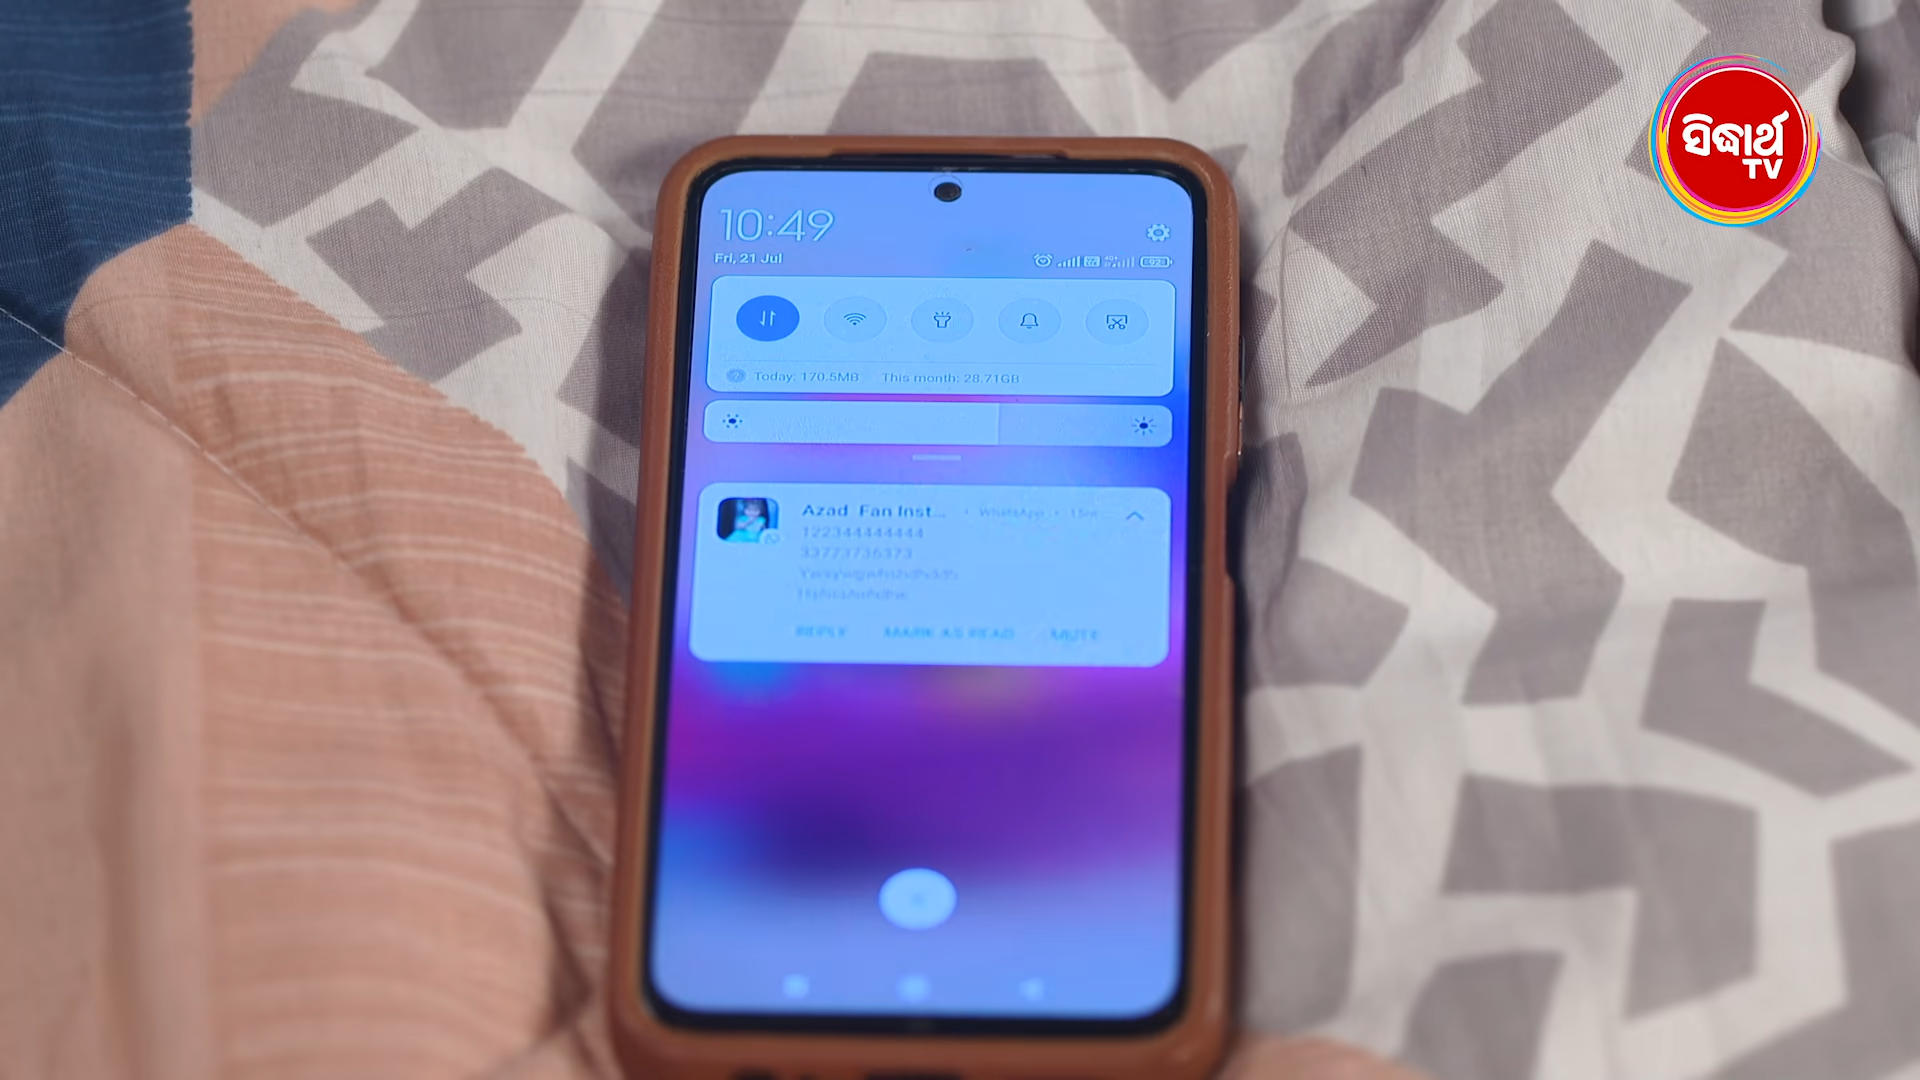 ସିଦ୍ଧାର୍ଥ
TV
10:49
Fri, 21 Jul
92
Today: 170.5MB This month: 28.71GB
Azad Fan Inst... • WhatsApp •
122344444444
33773736373
REPLY MARK AS READ MUTE